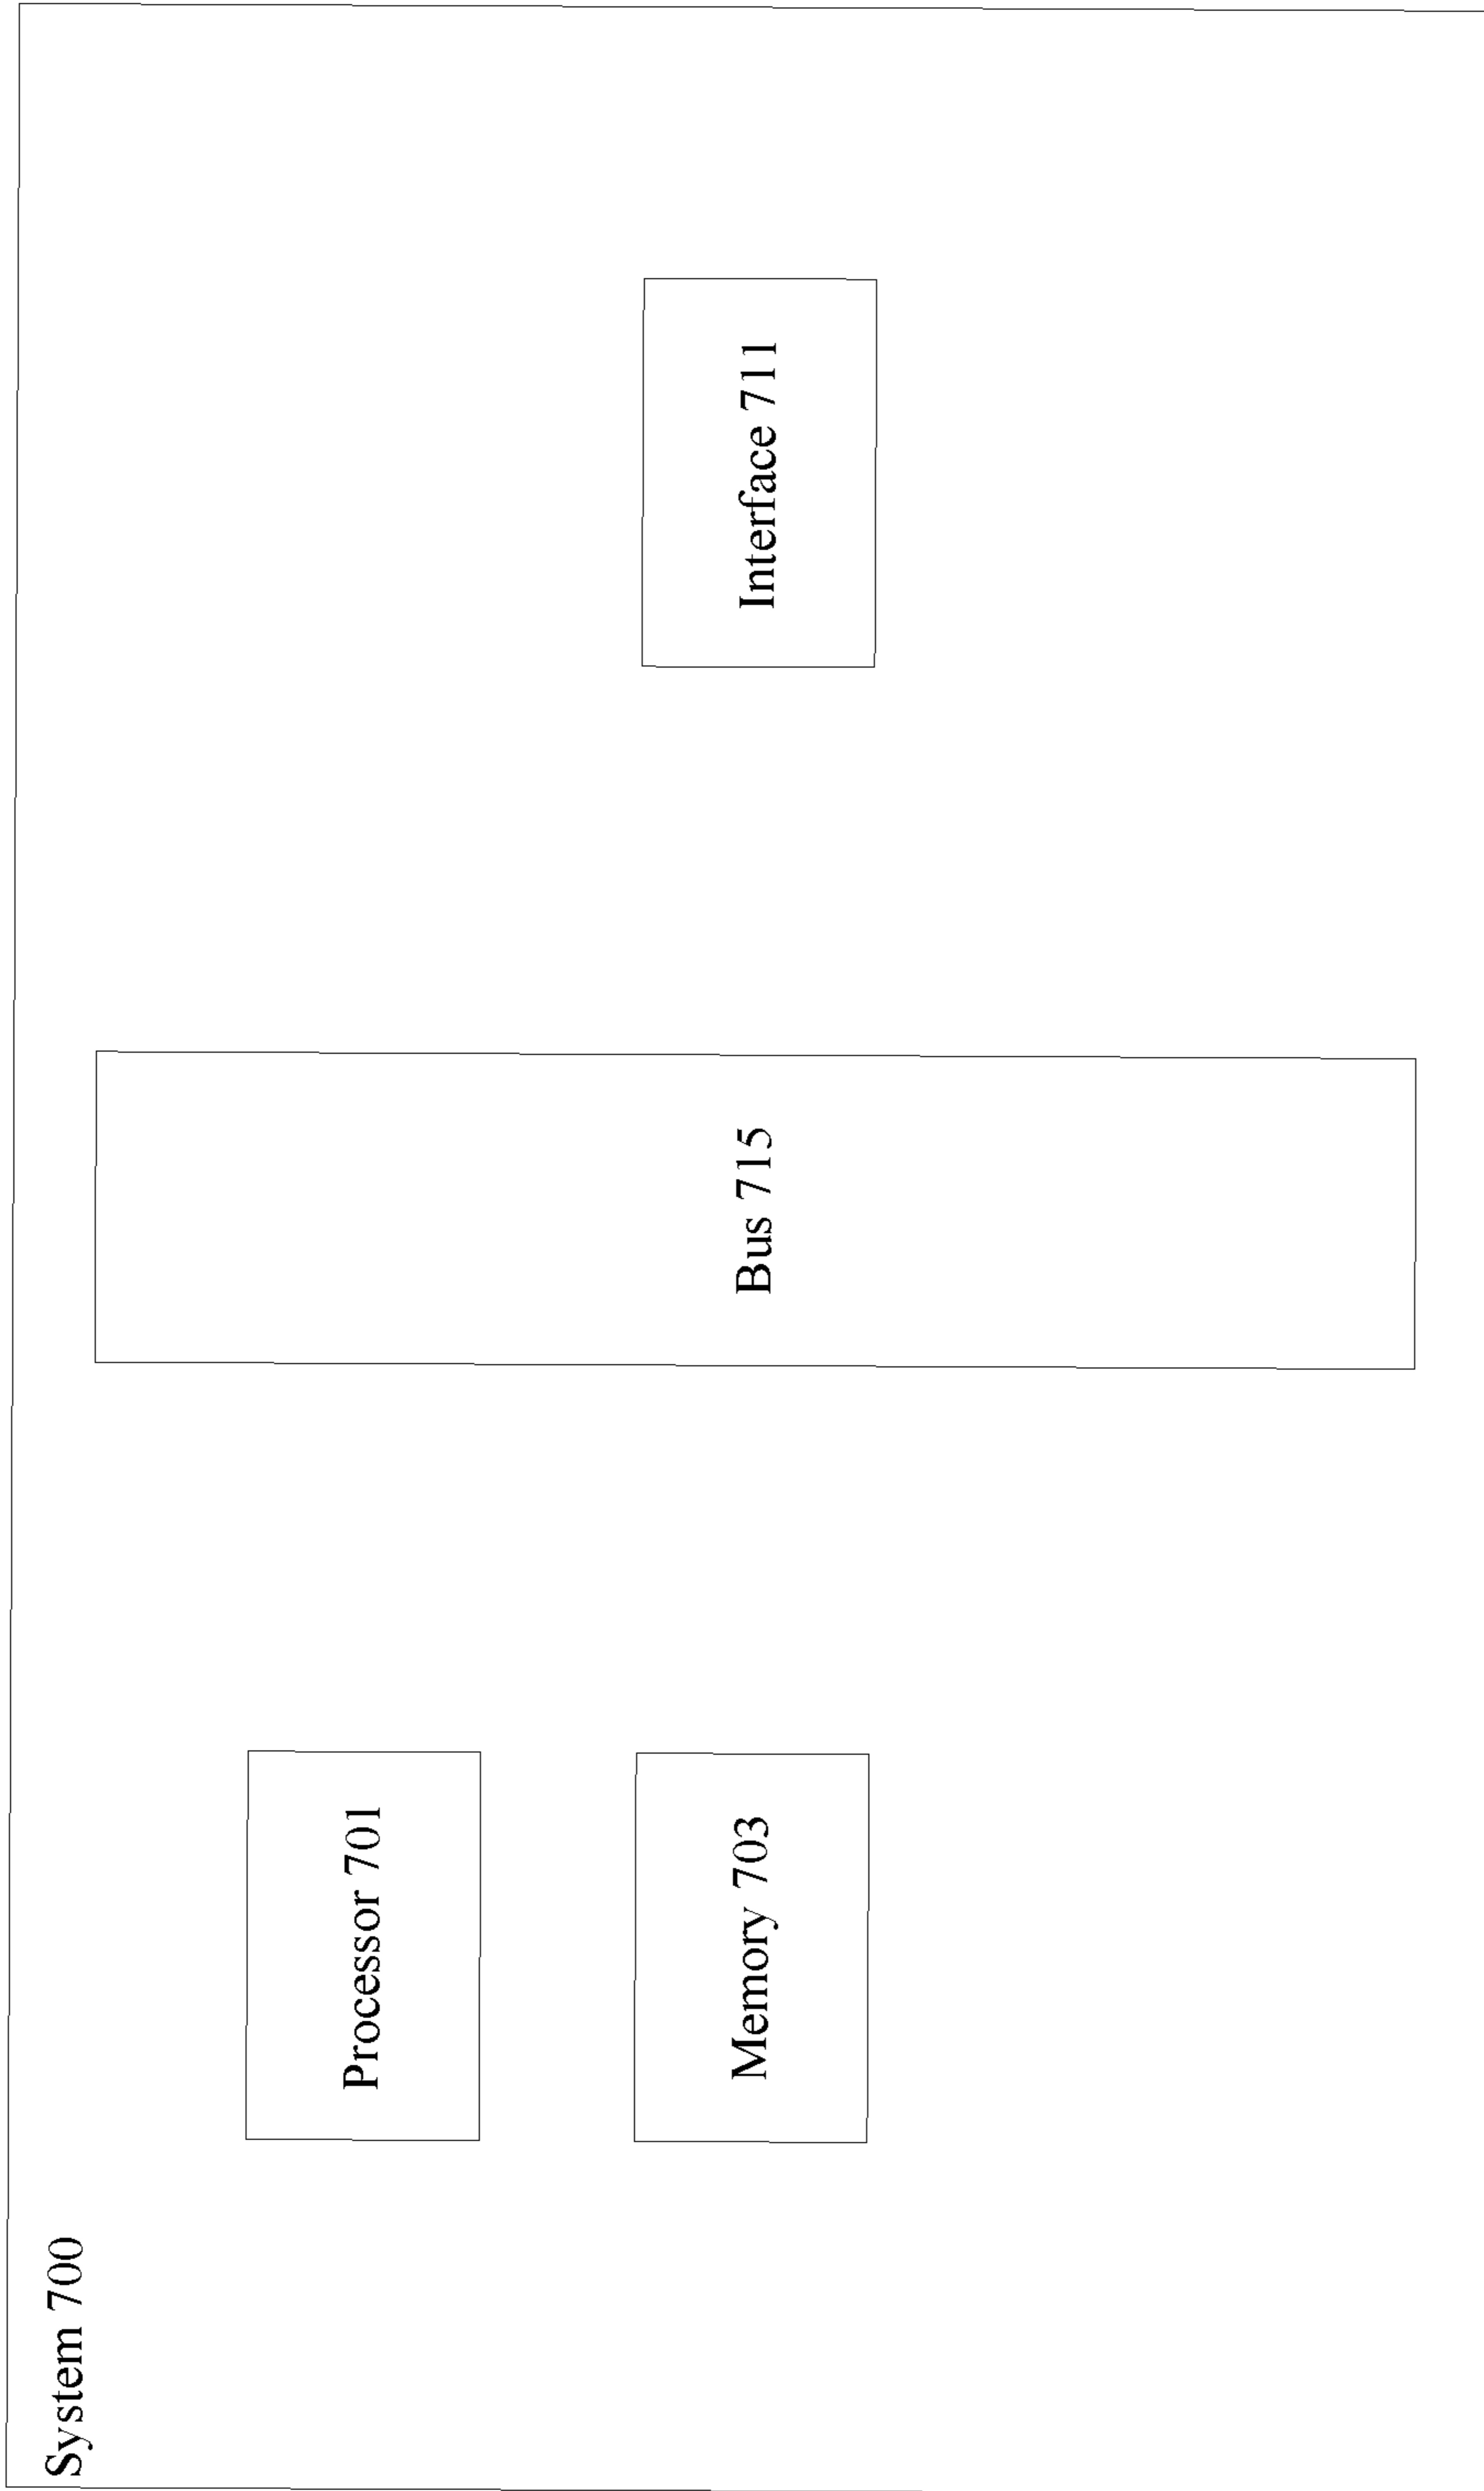 System 700
Processor 701
Memory 703
Bus 715
Interface 711